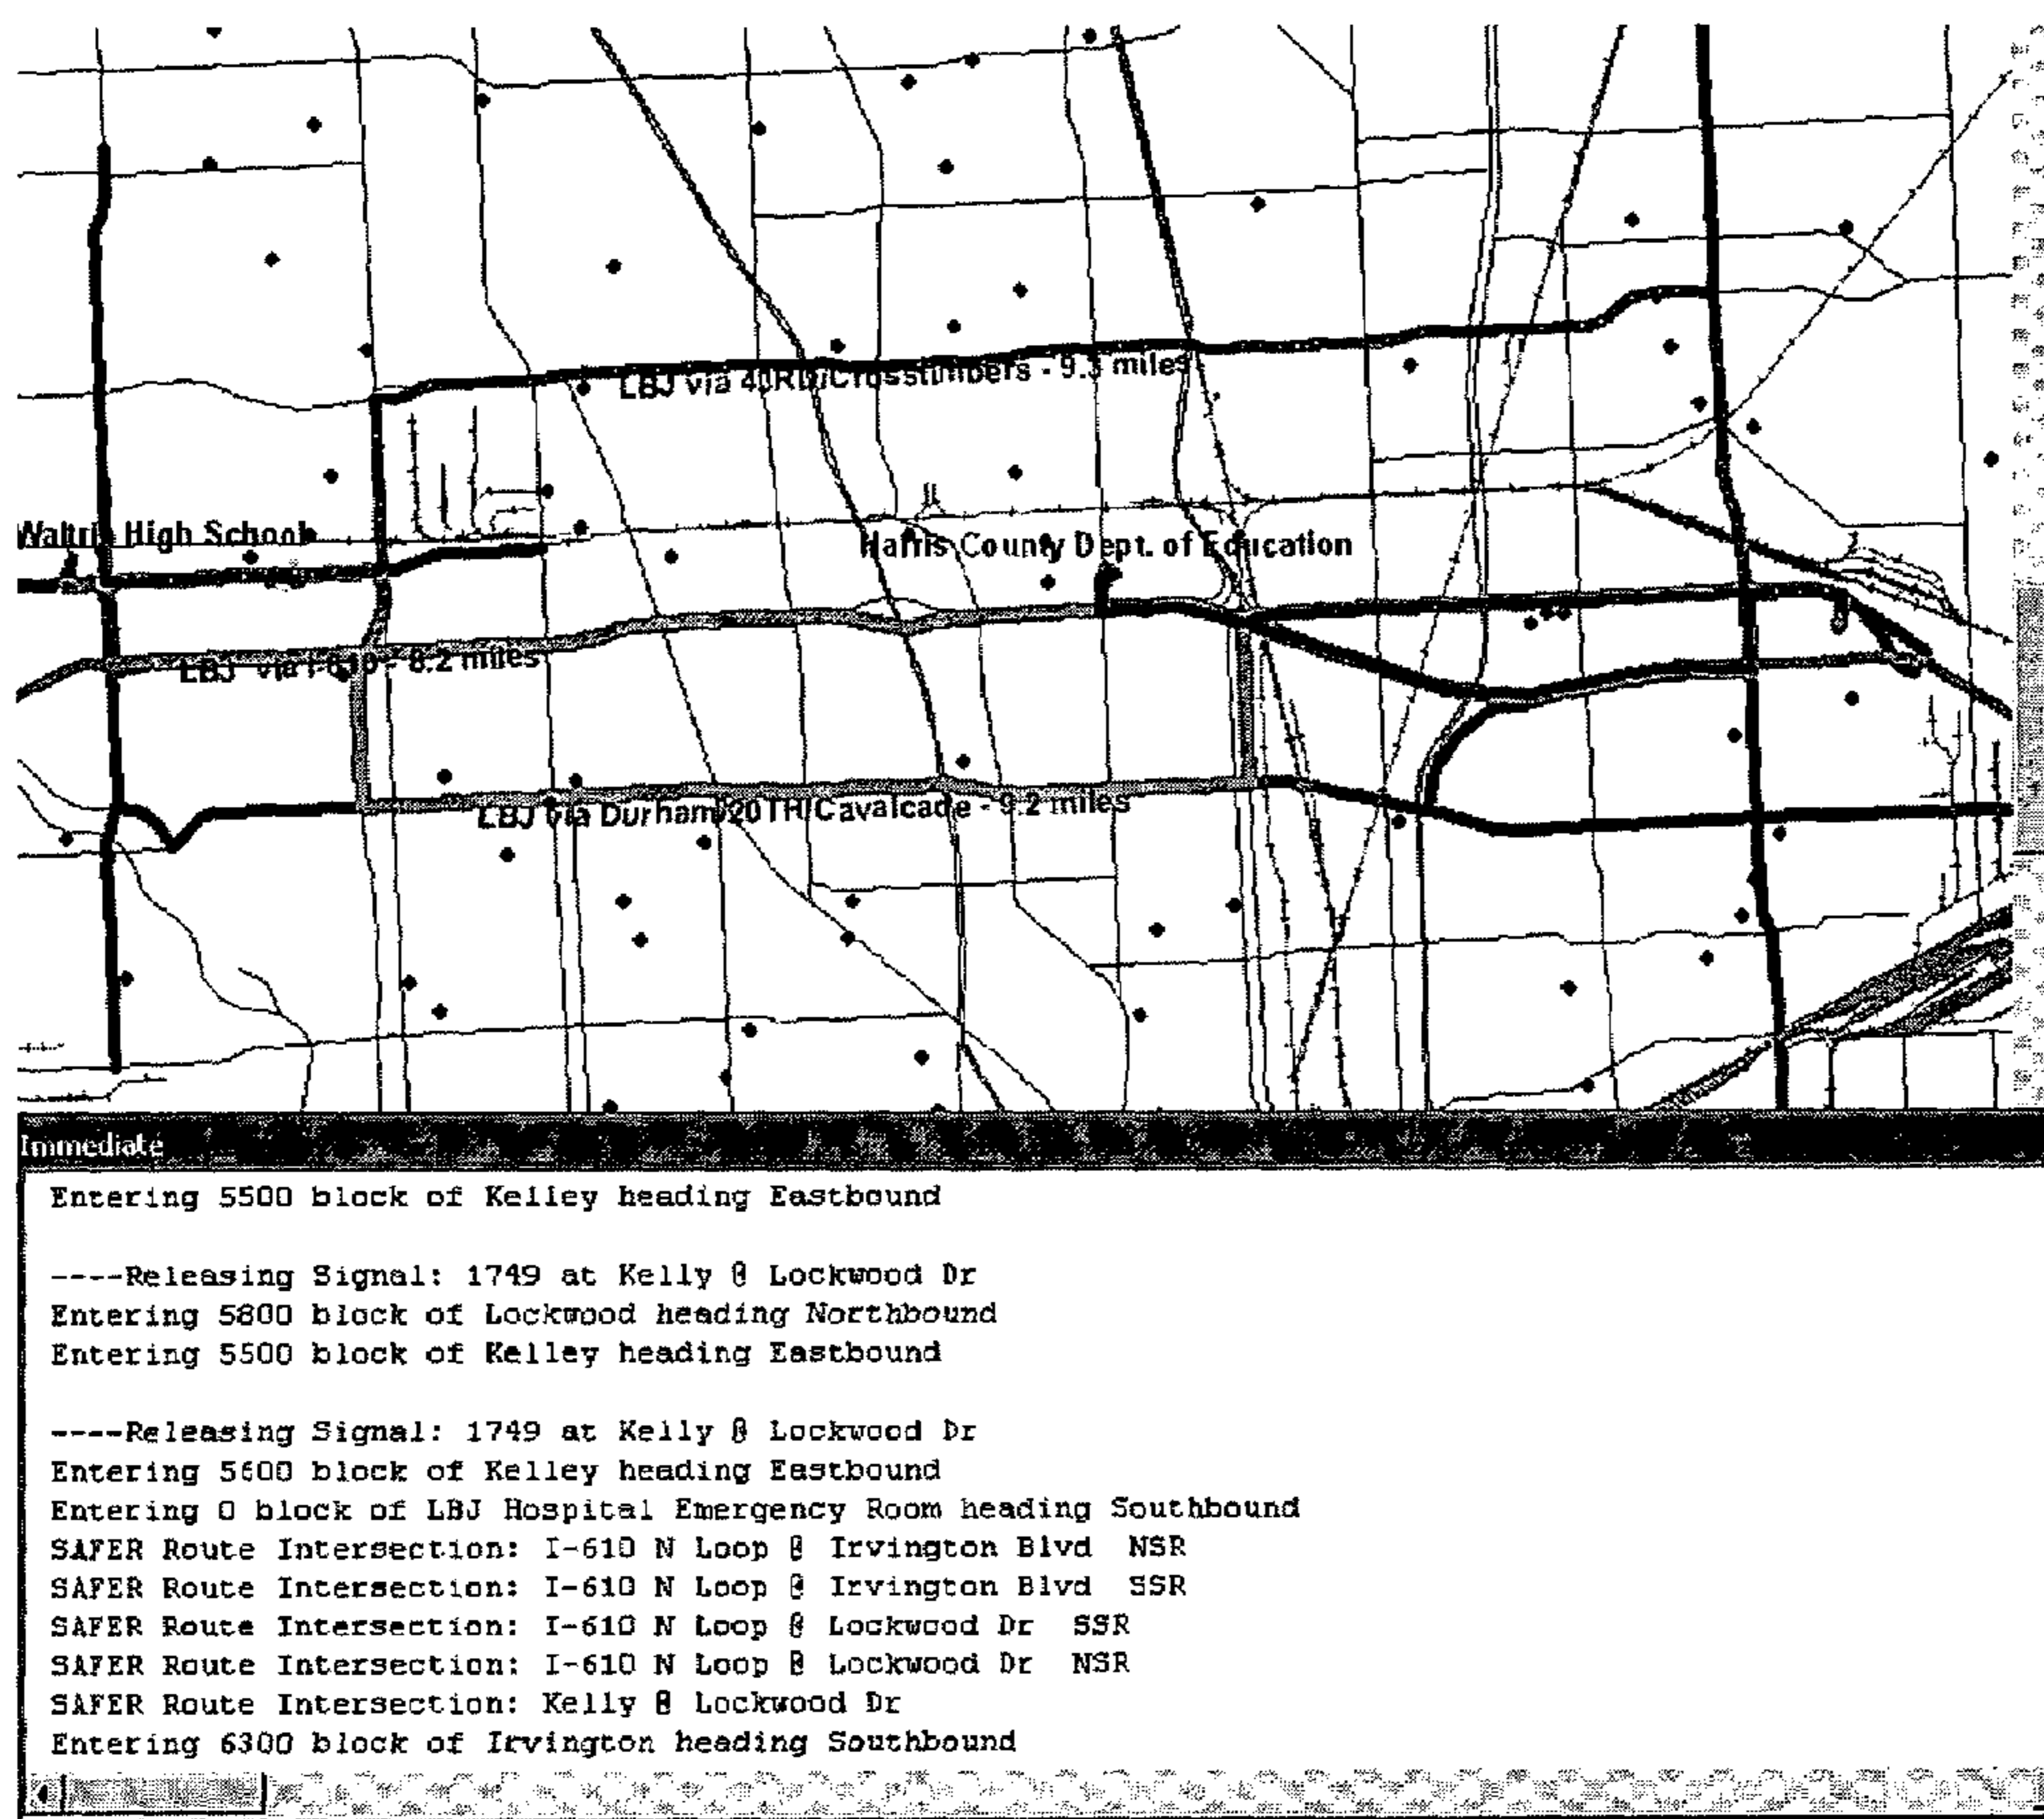 LBJ via 43RD/Crosstimbers - 9.3 miles
Waltrip High School
Harris County Dept. of Education
LBJ via I-610 - 8.2 miles
LBJ via Durham/20TH/Cavalcade - 9.2 miles
Immediate
Entering 5500 block of Kelley heading Eastbound
----Releasing Signal: 1749 at Kelly @ Lockwood Dr
Entering 5800 block of Lockwood heading Northbound
Entering 5500 block of Kelley heading Eastbound
----Releasing Signal: 1749 at Kelly @ Lockwood Dr
Entering 5600 block of Kelley heading Eastbound
Entering 0 block of LBJ Hospital Emergency Room heading Southbound
SAFER Route Intersection: I-610 N Loop @ Irvington Blvd NSR
SAFER Route Intersection: I-610 N Loop @ Irvington Blvd SSR
SAFER Route Intersection: I-610 N Loop @ Lockwood Dr SSR
SAFER Route Intersection: I-610 N Loop @ Lockwood Dr NSR
SAFER Route Intersection: Kelly @ Lockwood Dr
Entering 6300 block of Irvington heading Southbound